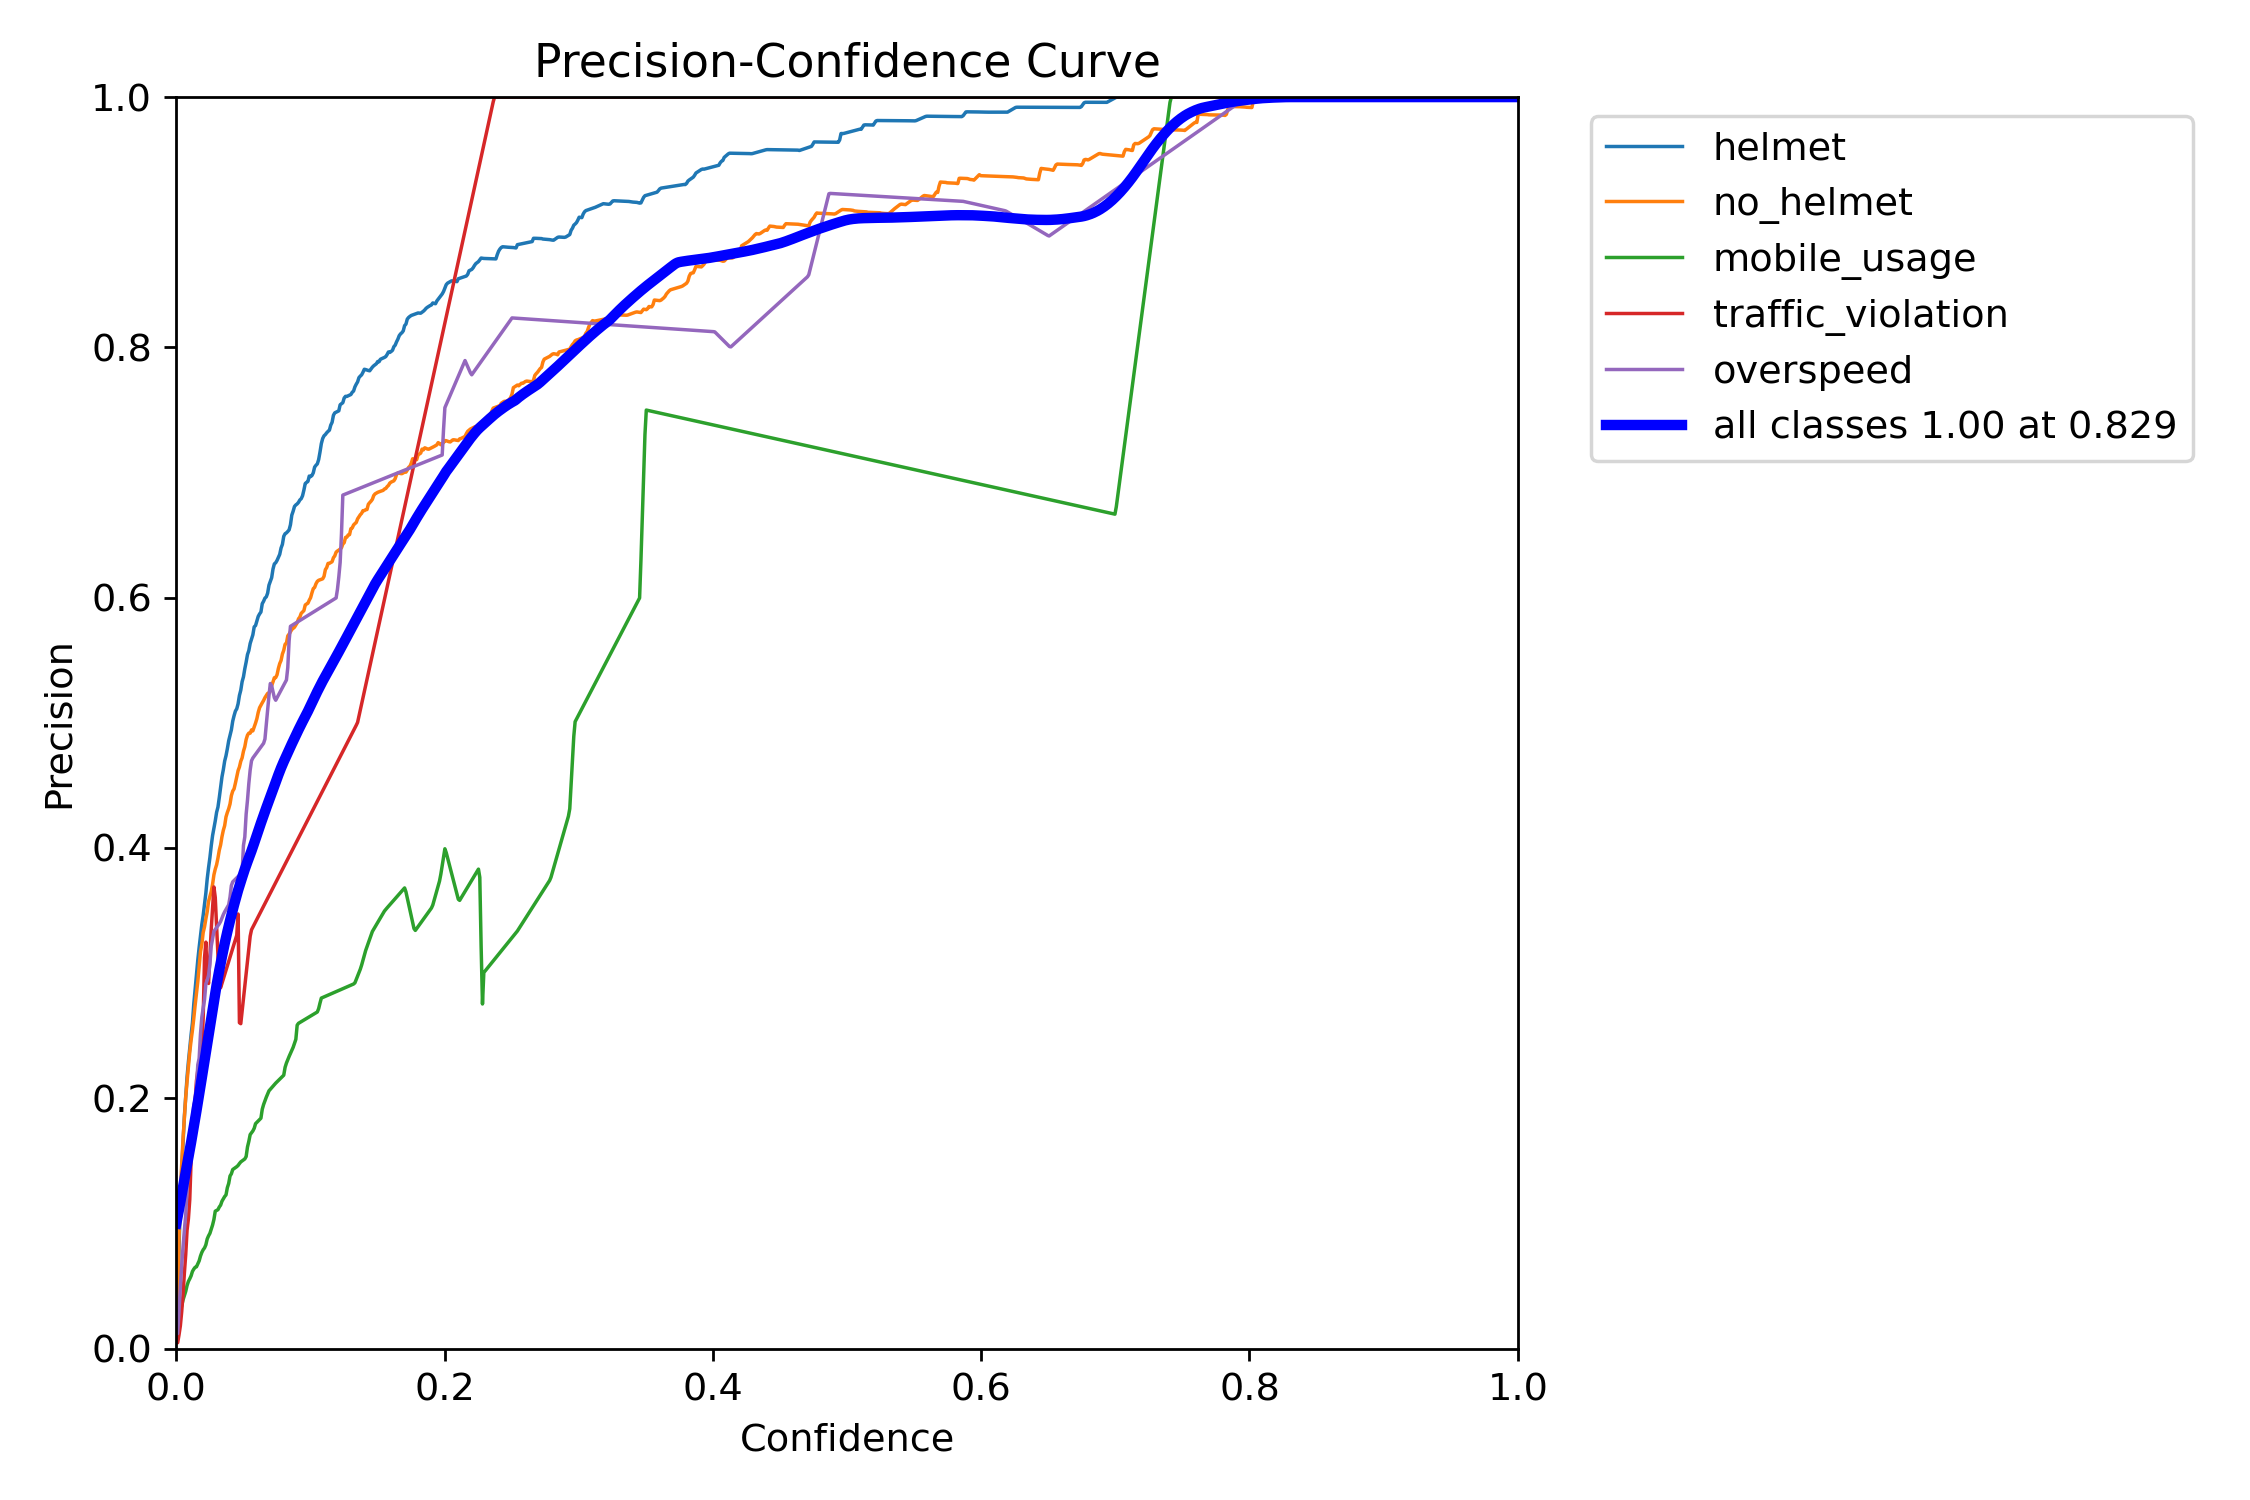 Precision-Confidence Curve
1.0
0.8
0.6
0.4
0.2
0.0
Precision
0.0 0.2 0.4 0.6 0.8 1.0
Confidence
helmet
no_helmet
mobile_usage
traffic_violation
overspeed
all classes 1.00 at 0.829